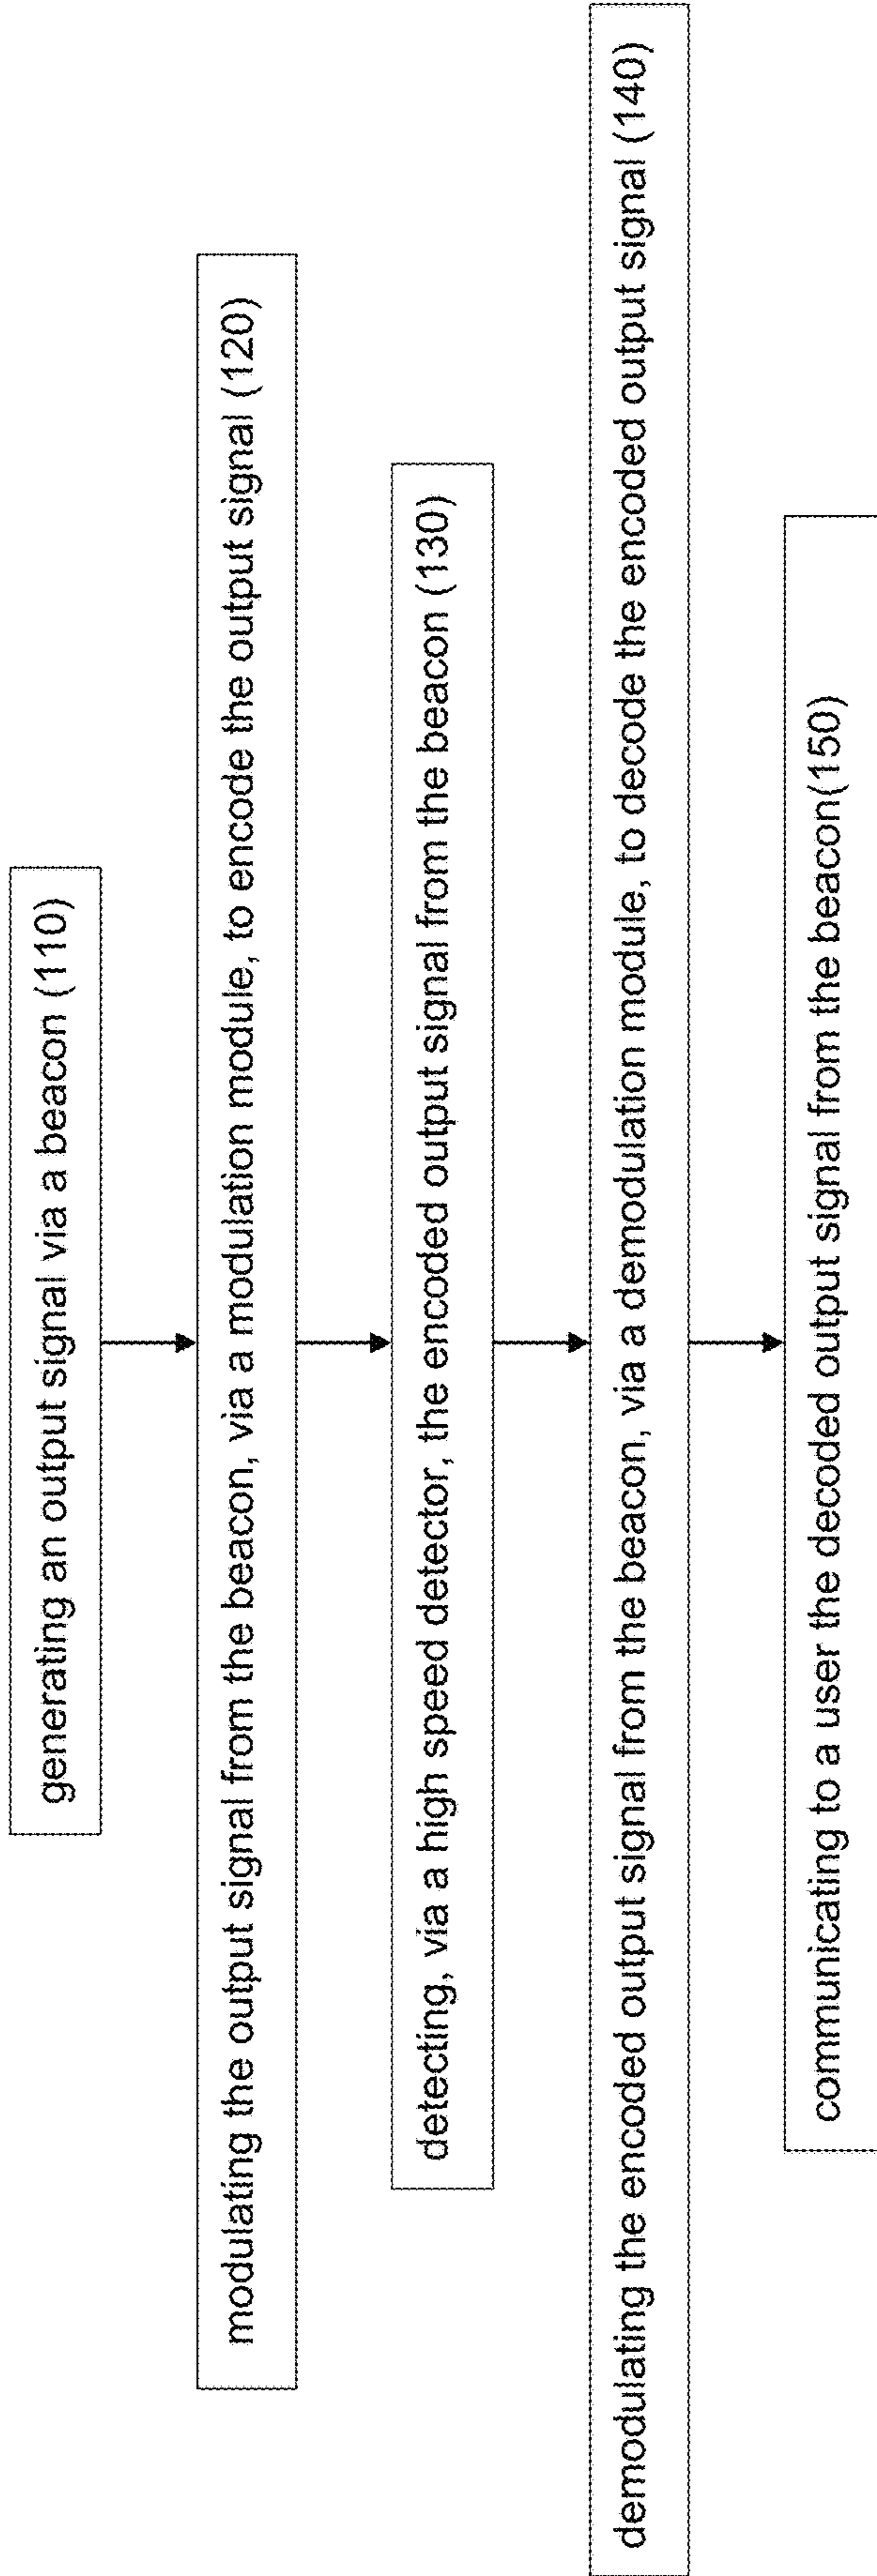 generating an output signal via a beacon (110)
modulating the output signal from the beacon, via a modulation module, to encode the output signal (120)
detecting, via a high speed detector, the encoded output signal from the beacon (130)
demodulating the encoded output signal from the beacon, via a demodulation module, to decode the encoded output signal (140)
communicating to a user the decoded output signal from the beacon(150)